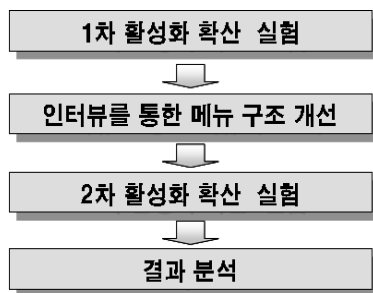 1차 활성화 확산 실험
인터뷰를 통한 메뉴 구조 개선
2차 활성화 확산 실험
결과 분석